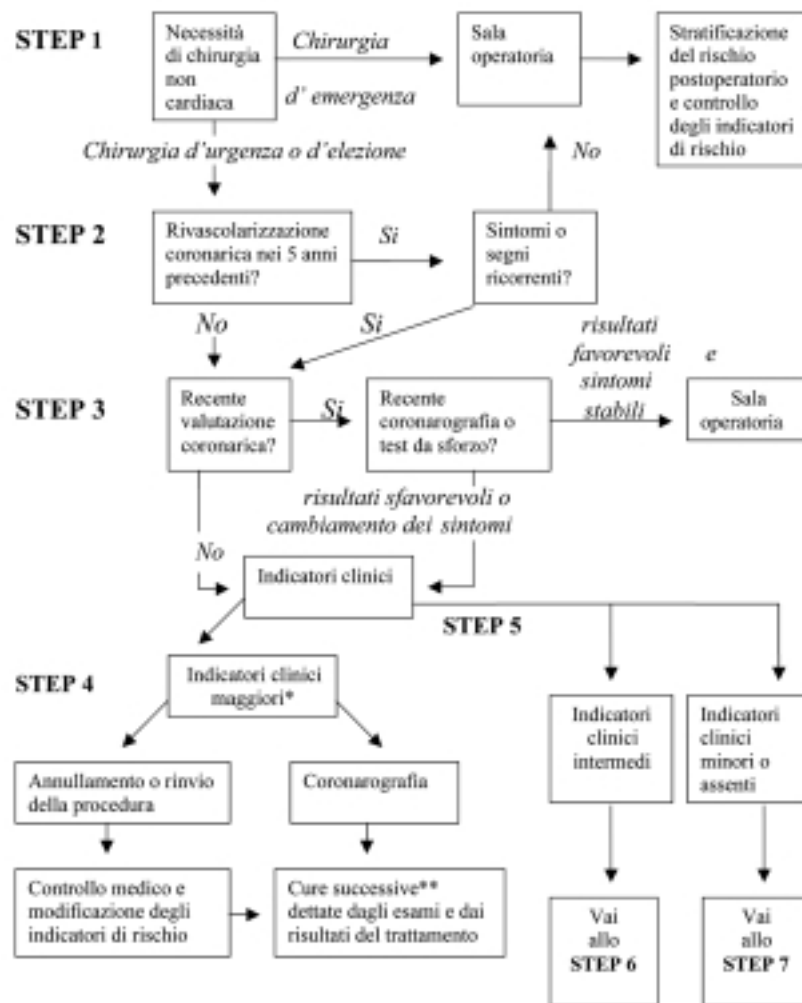 STEP 1
Necessità
di chirurgia
non
cardiaca
Chirurgia
d' emergenza
Sala
operatoria
Stratificazione
del rischio
postoperatorio
e controllo
degli indicatori
di rischio
Chirurgia d'urgenza o d'elezione
No
STEP 2
Rivascolarizzazione
coronarica nei 5 anni
precedenti?
Si
Sintomi o
segni
ricorrenti?
No
Si
risultati
favorevoli e
sintomi
stabili
STEP 3
Recente
valutazione
coronarica?
Si
Recente
coronarografia o
test da sforzo?
Sala
operatoria
risultati sfavorevoli o
cambiamento dei sintomi
No
Indicatori clinici
STEP 5
STEP 4
Indicatori clinici
maggiori*
Indicatori
clinici
intermedi
Indicatori
clinici
minori o
assenti
Annullamento o rinvio
della procedura
Coronarografia
Controllo medico e
modificazione degli
indicatori di rischio
Cure successive**
dettate dagli esami e dai
risultati del trattamento
Vai
allo
STEP 6
Vai
allo
STEP 7